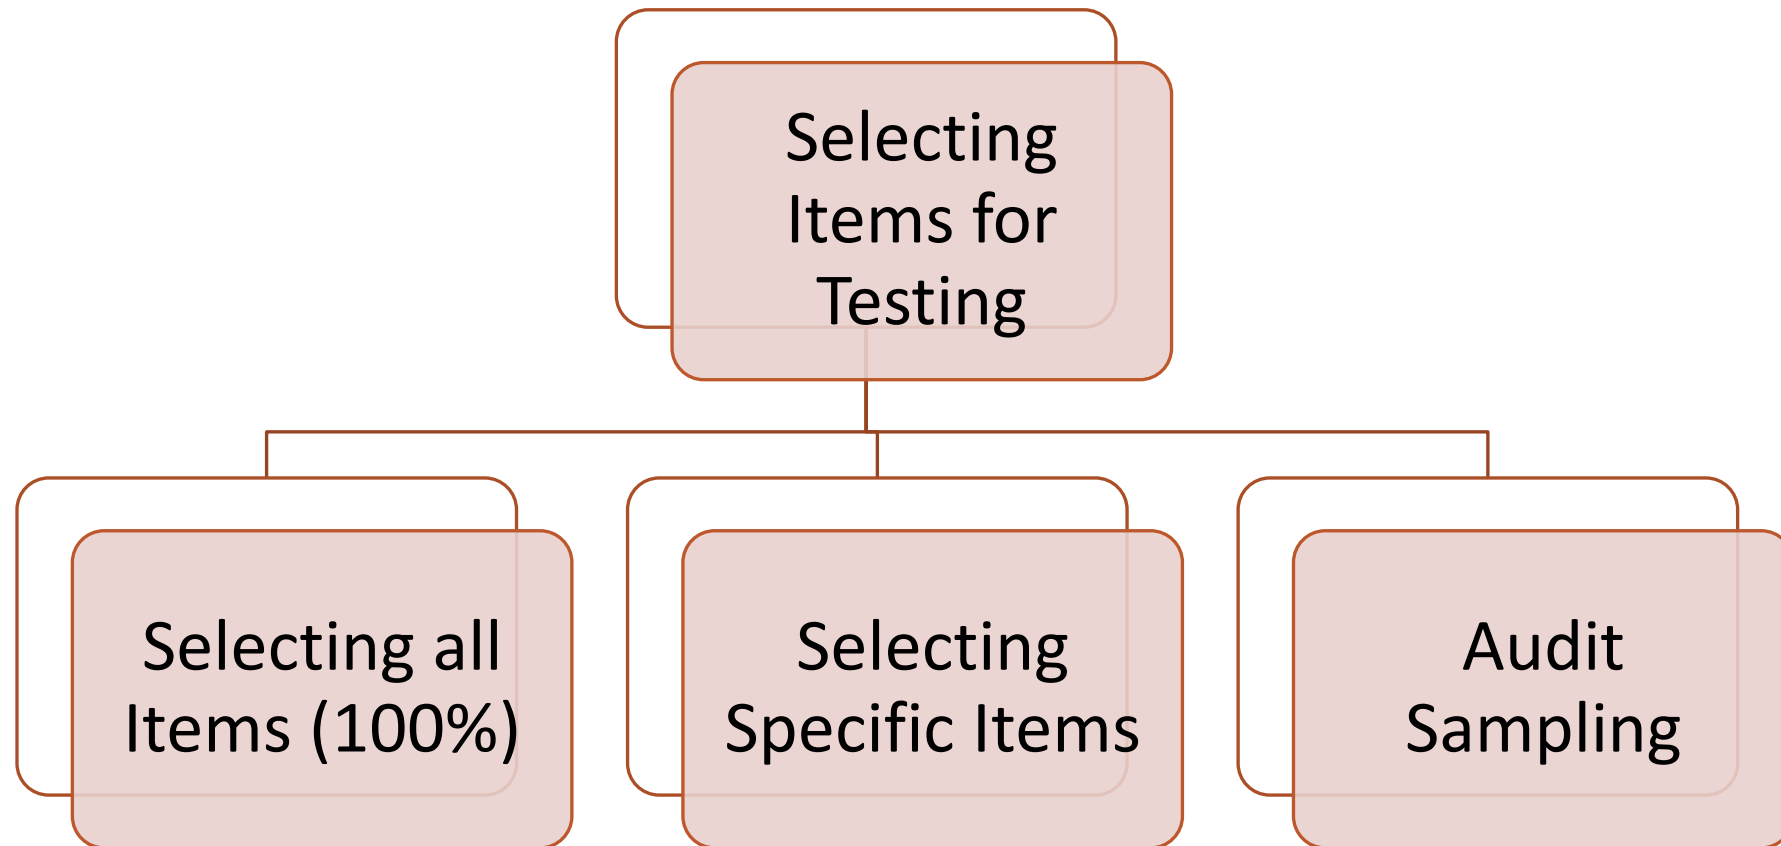 Selecting
Items for
Testing
Selecting all
Items (100%)
Selecting
Specific Items
Audit
Sampling